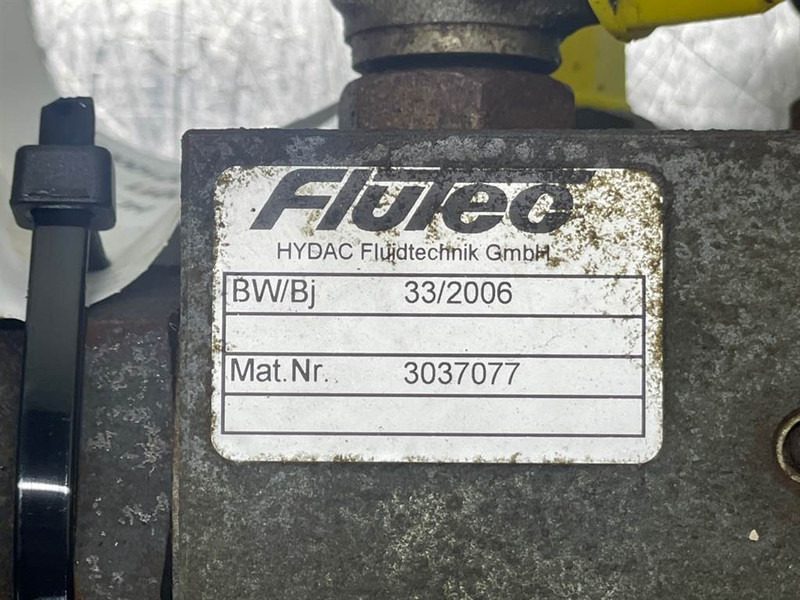 Flutec
HYDAC Fluidtechnik GmbH
BW/Bj 33/2006
Mat.Nr. 3037077